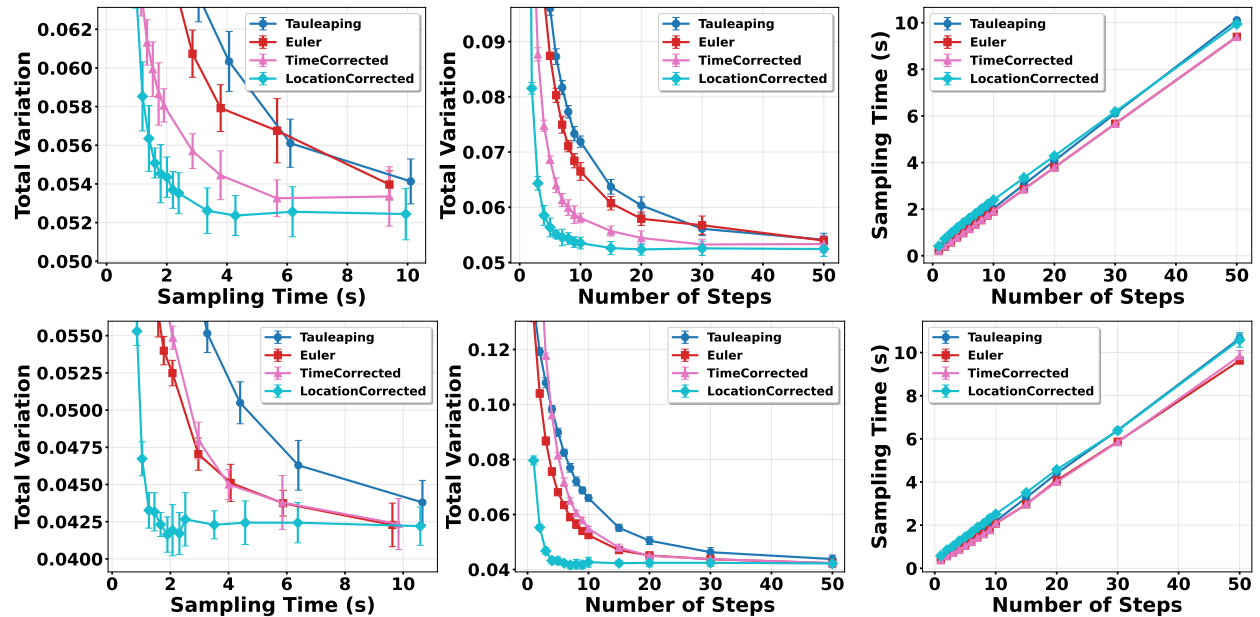 Total Variation
0.062
0.060
0.058
0.056
0.054
0.052
0.050
Tauleaping
Euler
TimeCorrected
LocationCorrected
0 2 4 6 8 10
Sampling Time (s)
Total Variation
0.09
0.08
0.07
0.06
0.05
Tauleaping
Euler
TimeCorrected
LocationCorrected
0 10 20 30 40 50
Number of Steps
Sampling Time (s)
10
8
6
4
2
0
Tauleaping
Euler
TimeCorrected
LocationCorrected
0 10 20 30 40 50
Number of Steps
Total Variation
0.0550
0.0525
0.0500
0.0475
0.0450
0.0425
0.0400
Tauleaping
Euler
TimeCorrected
LocationCorrected
0 2 4 6 8 10
Sampling Time (s)
Total Variation
0.12
0.10
0.08
0.06
0.04
Tauleaping
Euler
TimeCorrected
LocationCorrected
0 10 20 30 40 50
Number of Steps
Sampling Time (s)
10
8
6
4
2
0
Tauleaping
Euler
TimeCorrected
LocationCorrected
0 10 20 30 40 50
Number of Steps